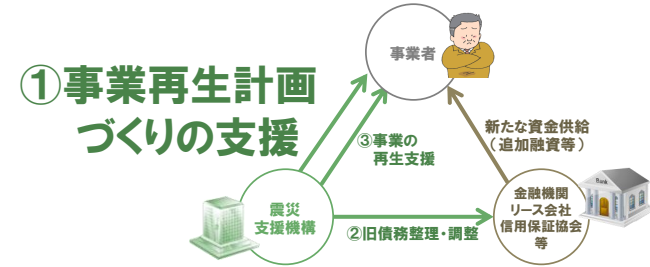 ①事業再生計画
づくりの支援
事業者
③事業の
再生支援
新たな資金供給
(追加融資等)
震災
支援機構
②旧債務整理・調整
金融機関
リース会社
信用保証協会
等
Bank